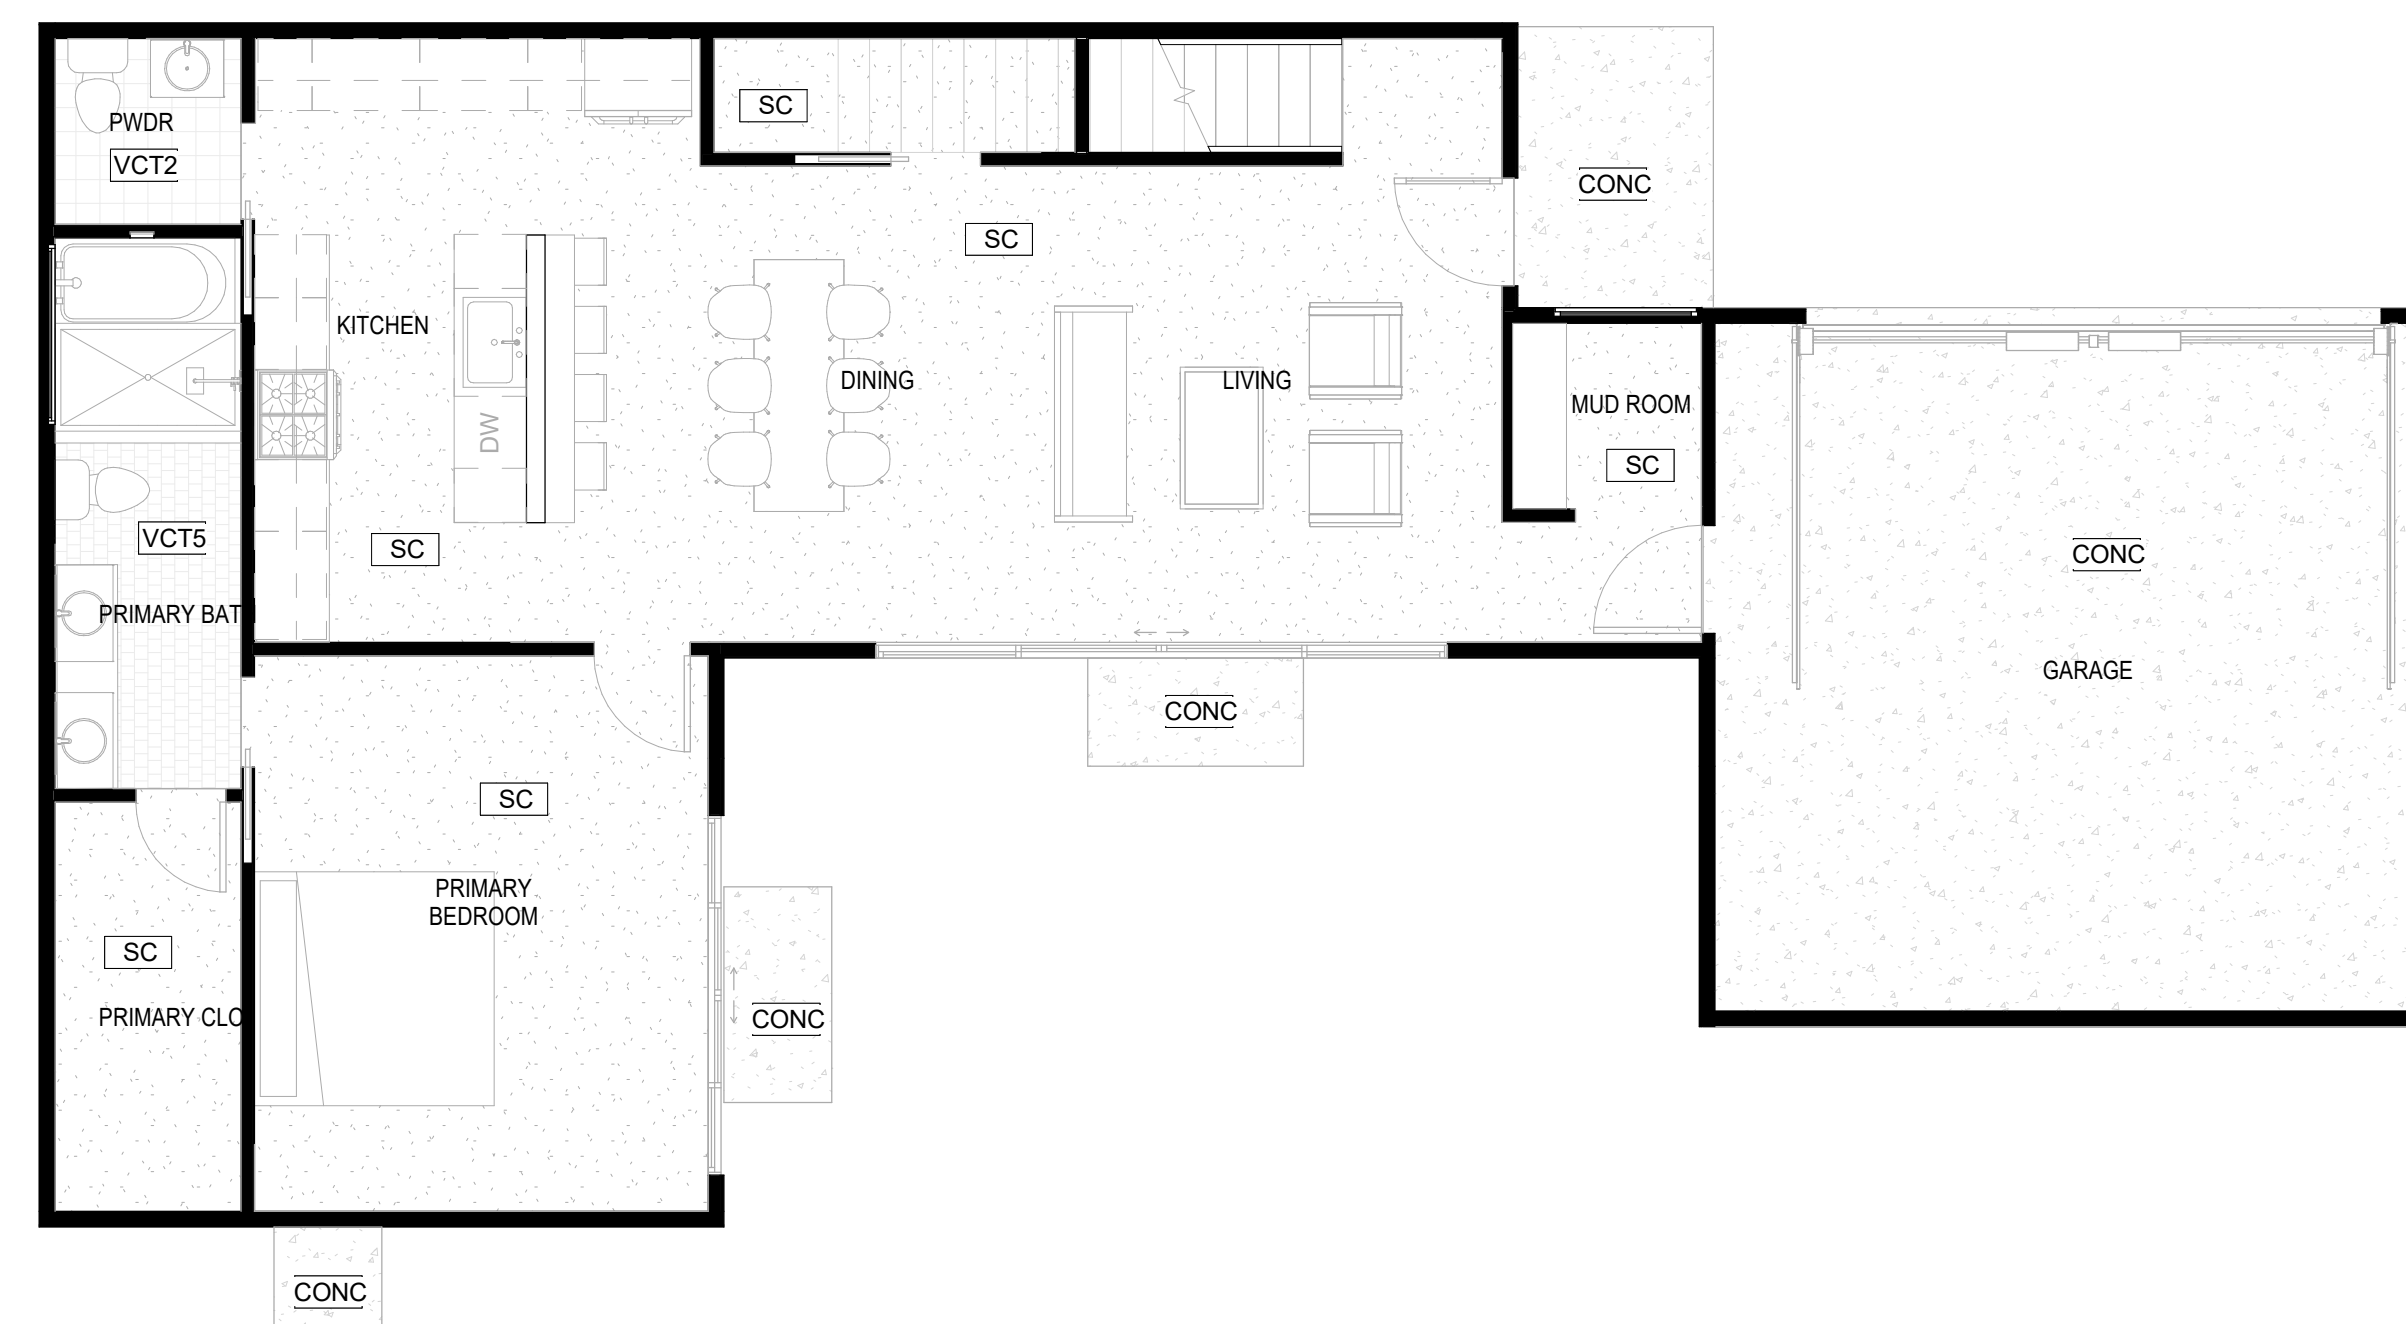 SC
PWDR
VCT2
CONC
SC
KITCHEN
DINING
LIVING
MUD ROOM
SC
DW
VCT5
SC
CONC
PRIMARY BAT
GARAGE
CONC
SC
PRIMARY
BEDROOM
SC
PRIMARY CLO
CONC
CONC